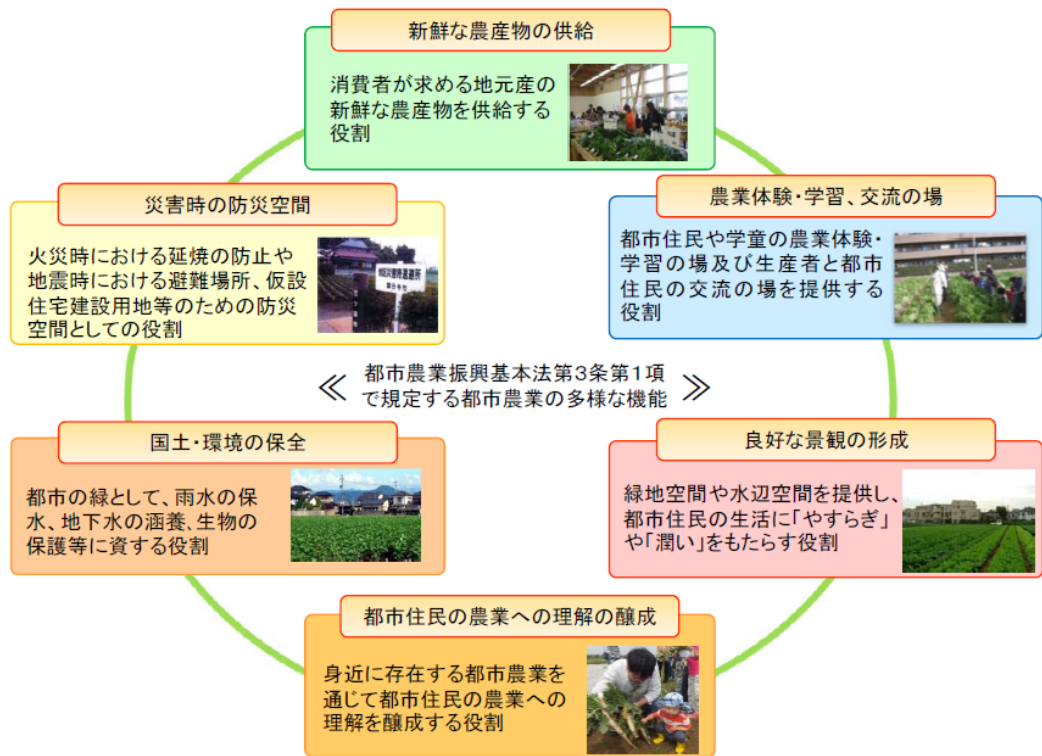 新鮮な農産物の供給
消費者が求める地元産の
新鮮な農産物を供給する
役割
災害時の防災空間
火災時における延焼の防止や
地震時における避難場所、仮設
住宅建設用地等のための防災
空間としての役割
農業体験・学習、交流の場
都市住民や学童の農業体験・
学習の場及び生産者と都市
住民の交流の場を提供する
役割
≪ 都市農業振興基本法第3条第1項 ≫
で規定する都市農業の多様な機能
国土・環境の保全
都市の緑として、雨水の保
水、地下水の涵養、生物の
保護等に資する役割
良好な景観の形成
緑地空間や水辺空間を提供し、
都市住民の生活に「やすらぎ」
や「潤い」をもたらす役割
都市住民の農業への理解の醸成
身近に存在する都市農業を
通じて都市住民の農業への
理解を醸成する役割